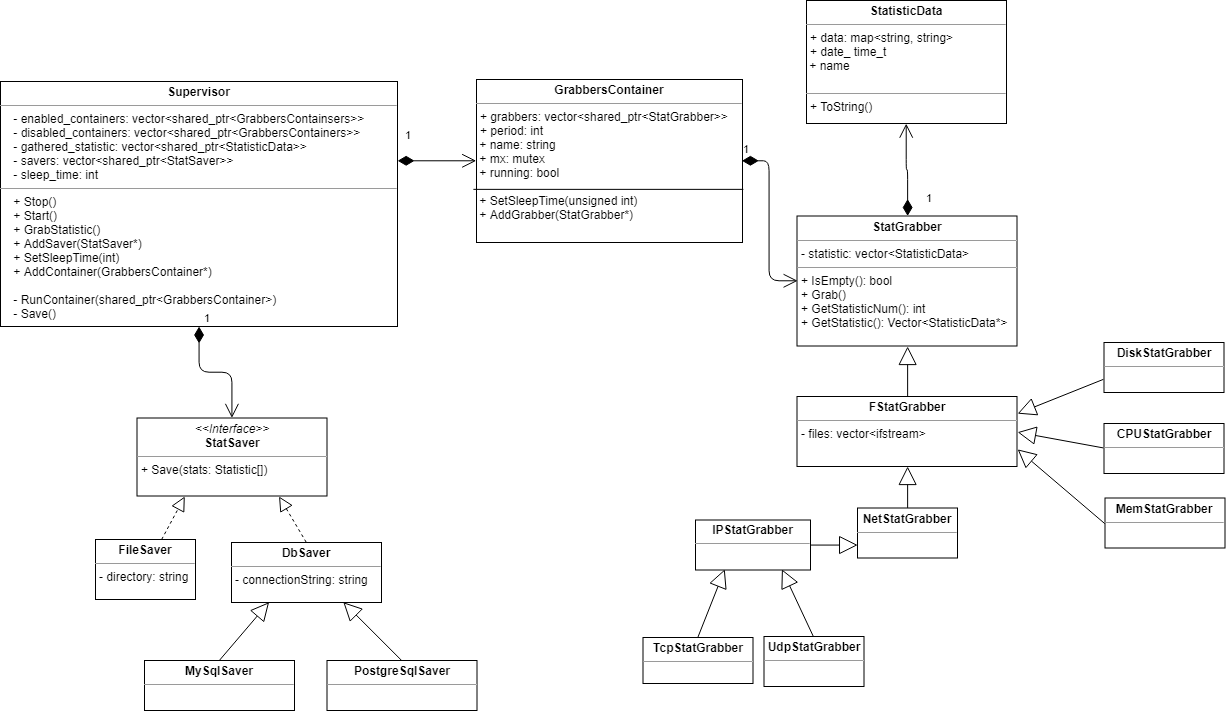 StatisticData
+ data: map<string, string>
+ date_ time_t
+ name
+ ToString()
Supervisor
- enabled_containers: vector<shared_ptr<GrabbersContainsers>>
- disabled_containers: vector<shared_ptr<GrabbersContainers>>
- gathered_statistic: vector<shared_ptr<StatisticData>>
- savers: vector<shared_ptr<StatSaver>>
- sleep_time: int
+ Stop()
+ Start()
+ GrabStatistic()
+ AddSaver(StatSaver*)
+ SetSleepTime(int)
+ AddContainer(GrabbersContainer*)
- RunContainer(shared_ptr<GrabbersContainer>)
- Save()
1
1
GrabbersContainer
+ grabbers: vector<shared_ptr<StatGrabber>>
+ period: int
+ name: string
+ mx: mutex
+ running: bool
+ SetSleepTime(unsigned int)
+ AddGrabber(StatGrabber*)
1
1
StatGrabber
- statistic: vector<StatisticData>
+ IsEmpty(): bool
+ Grab()
+ GetStatisticNum(): int
+ GetStatistic(): Vector<StatisticData*>
DiskStatGrabber
FStatGrabber
- files: vector<ifstream>
CPUStatGrabber
MemStatGrabber
<<Interface>>
StatSaver
+ Save(stats: Statistic[])
NetStatGrabber
IPStatGrabber
FileSaver
- directory: string
DbSaver
- connectionString: string
TcpStatGrabber
UdpStatGrabber
MySqlSaver
PostgreSqlSaver